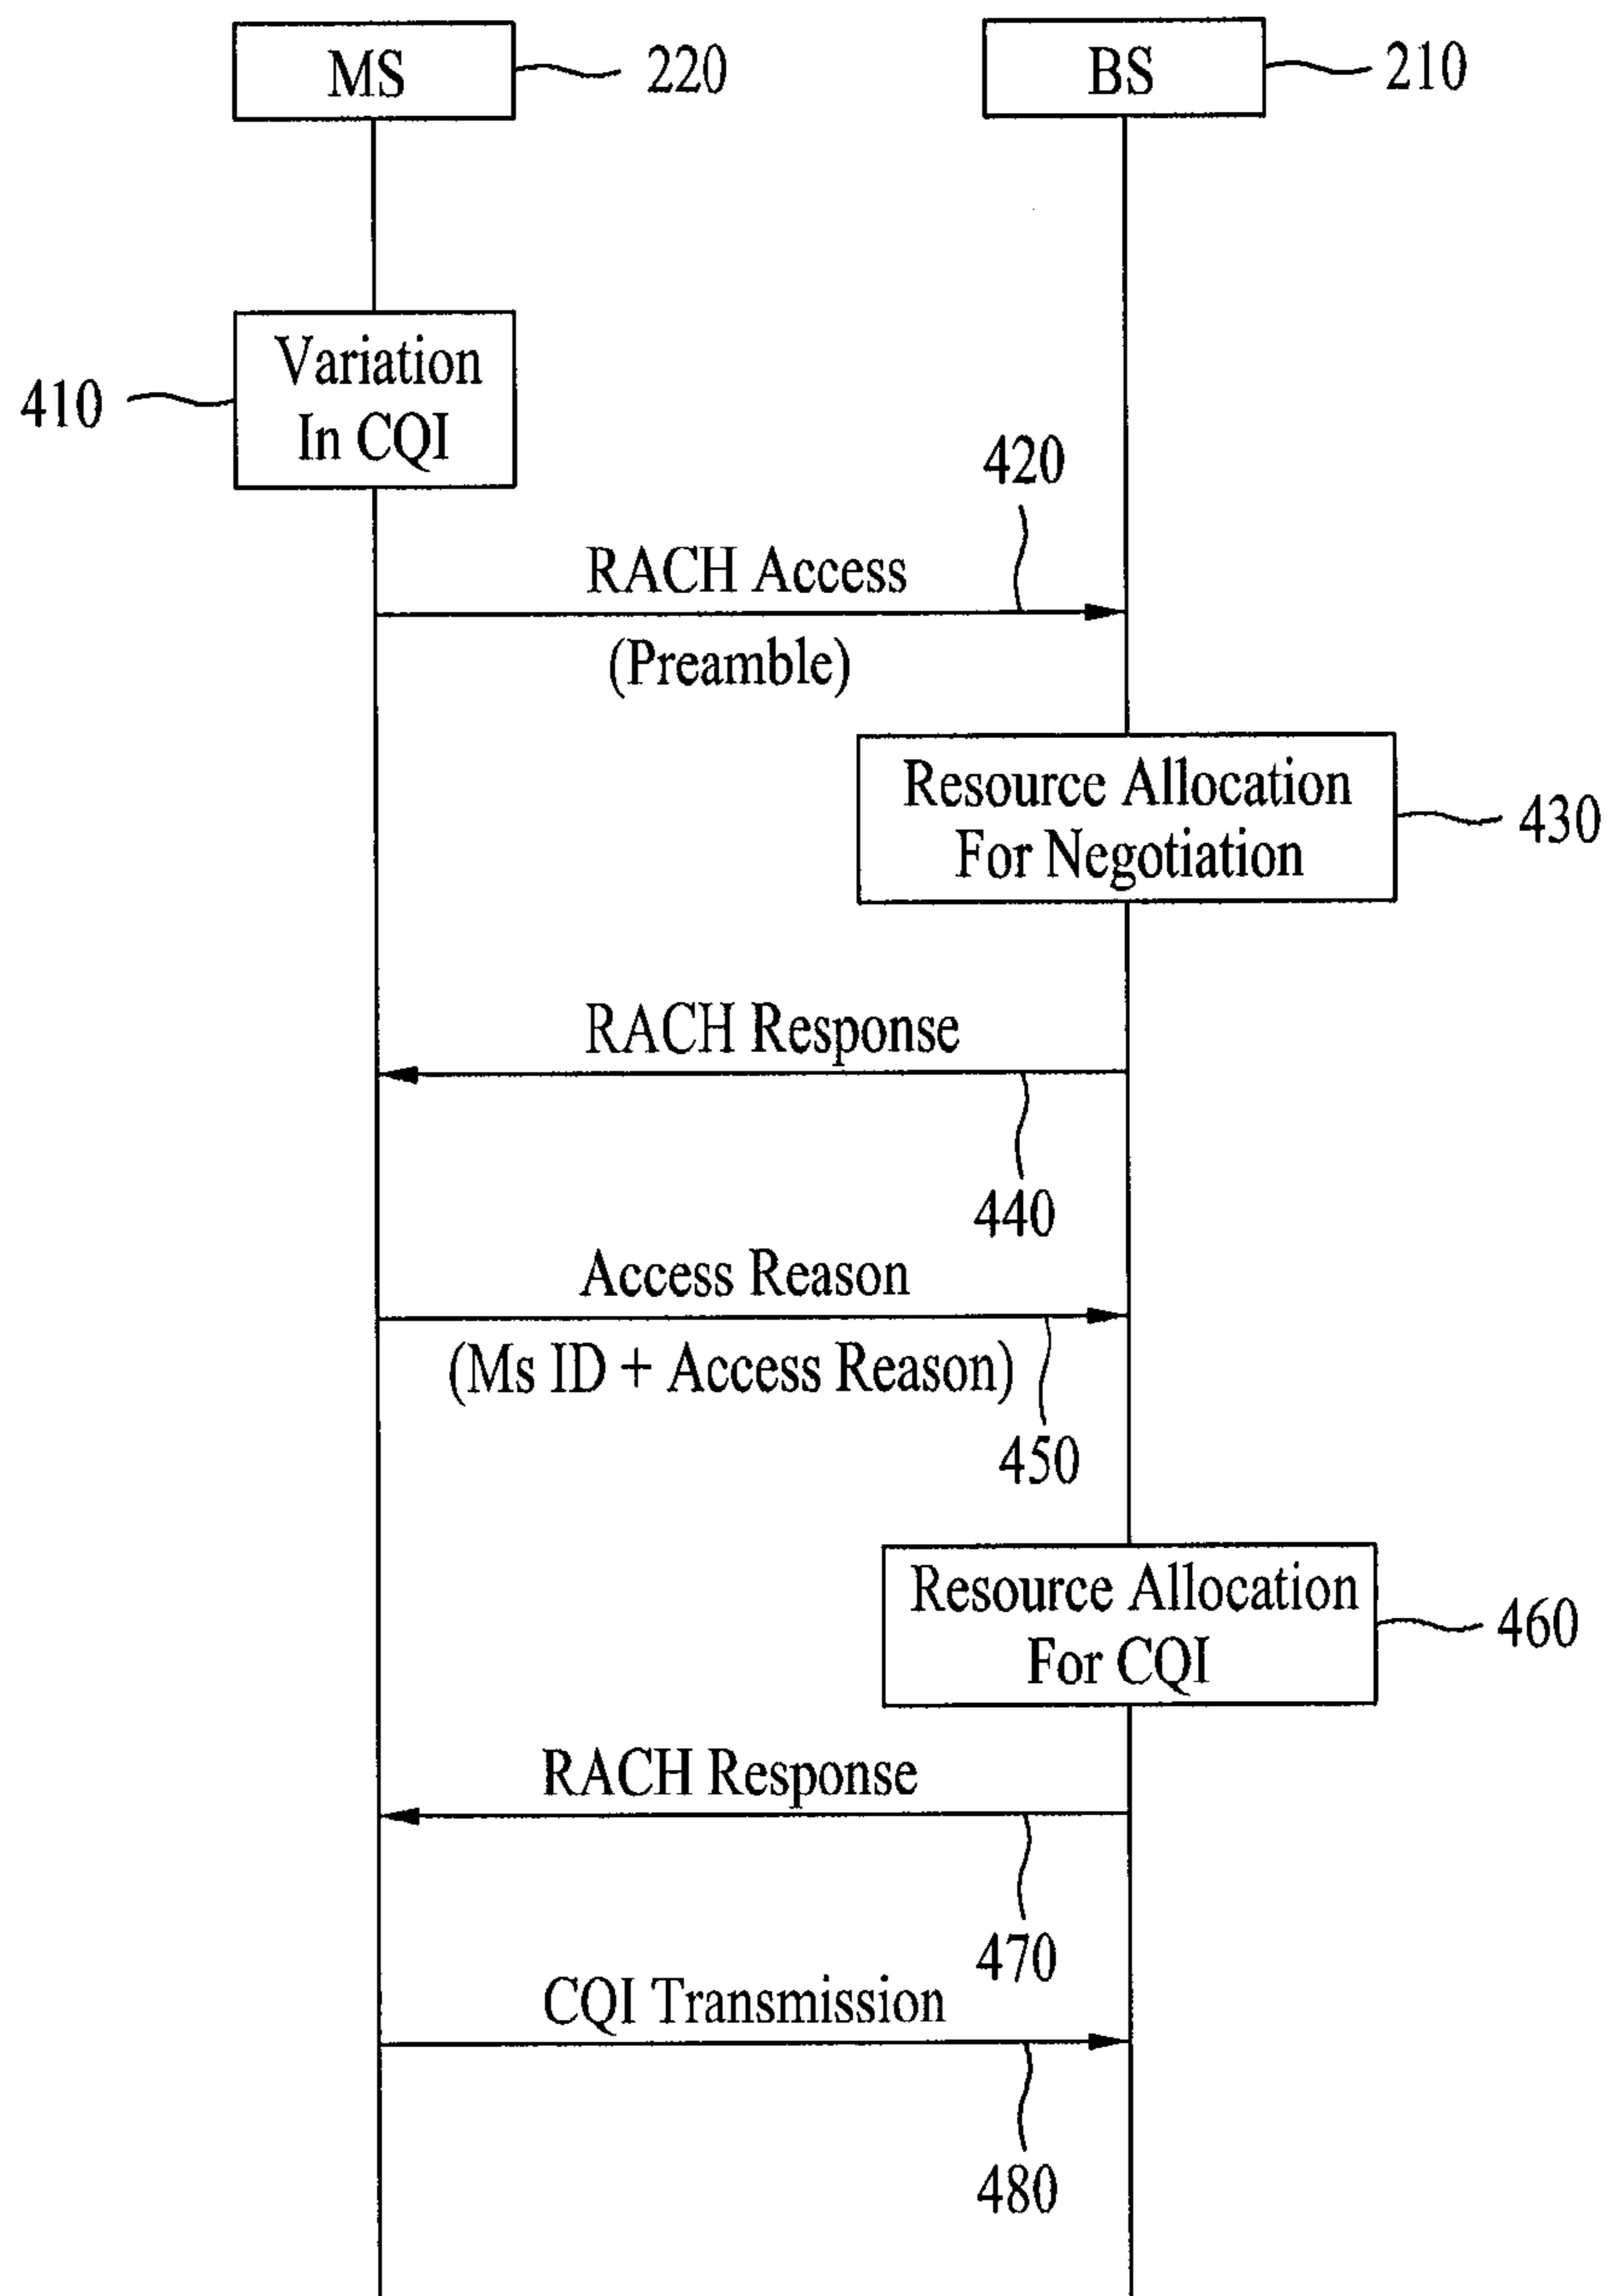 MS
220
BS
210
410
Variation
In CQI
420
RACH Access
(Preamble)
Resource Allocation
For Negotiation
430
RACH Response
440
Access Reason
(Ms ID + Access Reason)
450
Resource Allocation
For CQI
460
RACH Response
470
CQI Transmission
480